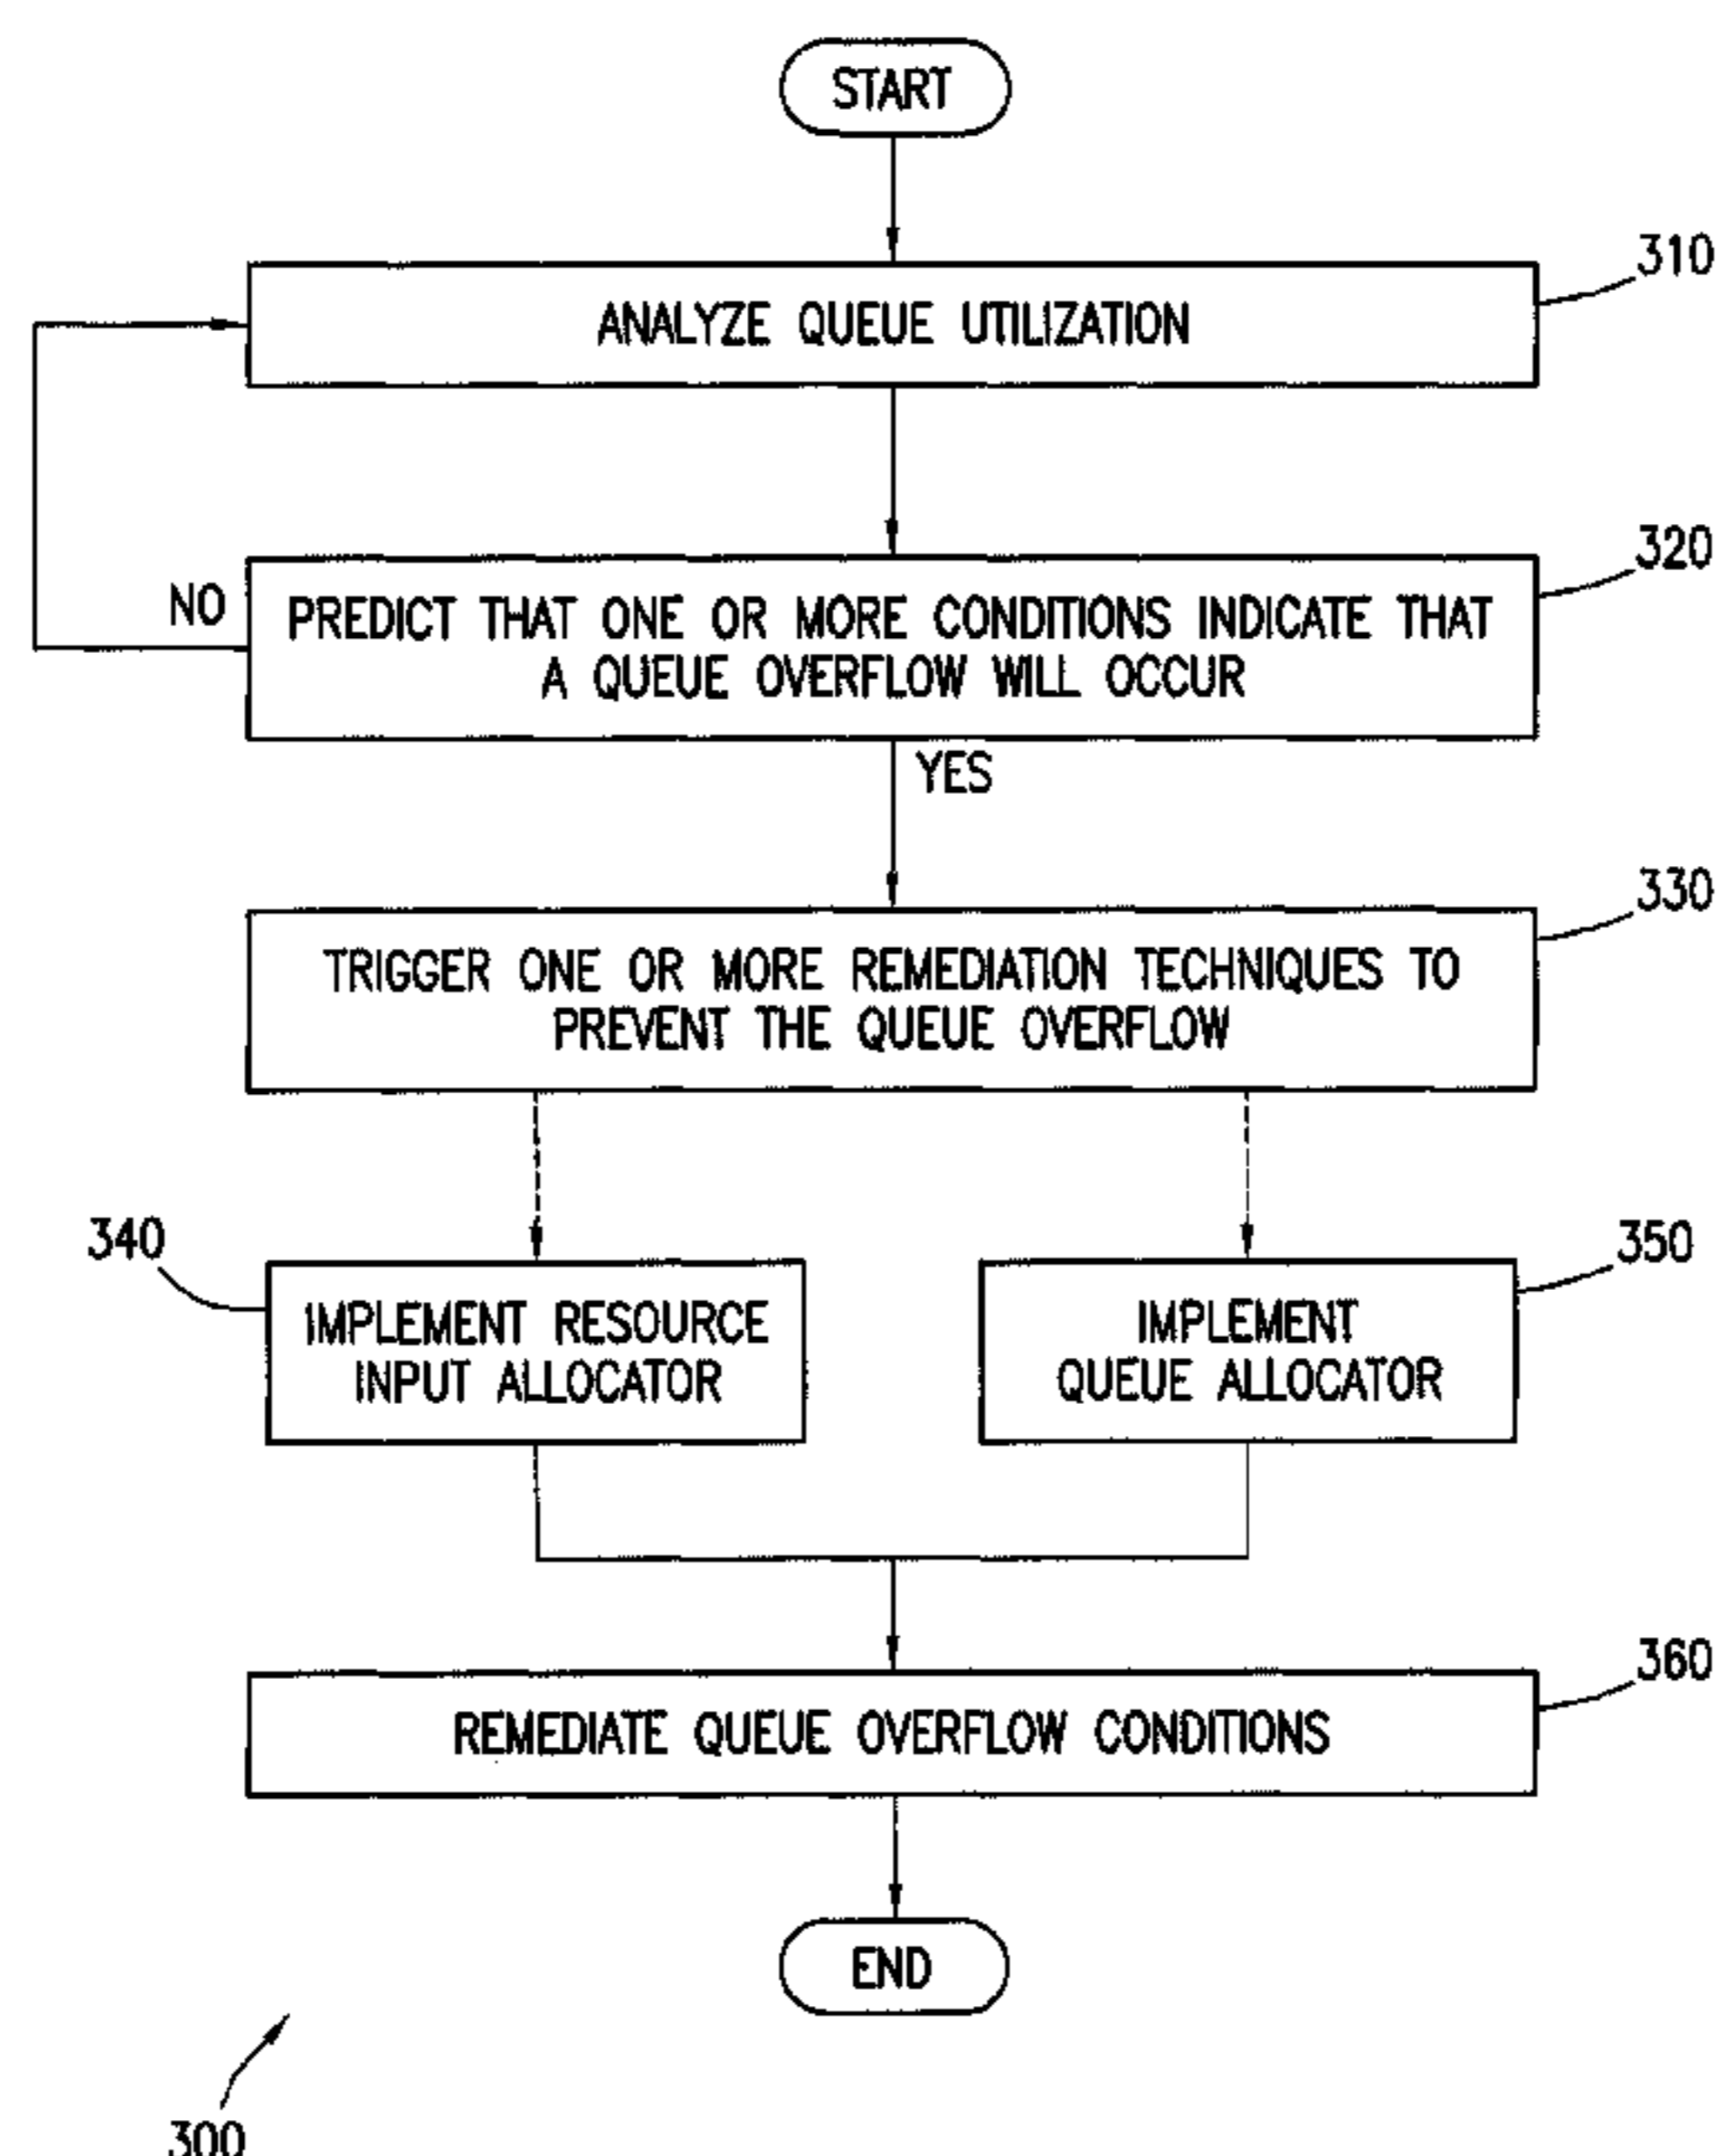 START
310
ANALYZE QUEUE UTILIZATION
320
NO
PREDICT THAT ONE OR MORE CONDITIONS INDICATE THAT
A QUEUE OVERFLOW WILL OCCUR
YES
330
TRIGGER ONE OR MORE REMEDIATION TECHNIQUES TO
PREVENT THE QUEUE OVERFLOW
340
350
IMPLEMENT RESOURCE
INPUT ALLOCATOR
IMPLEMENT
QUEUE ALLOCATOR
360
REMEDIATE QUEUE OVERFLOW CONDITIONS
END
300